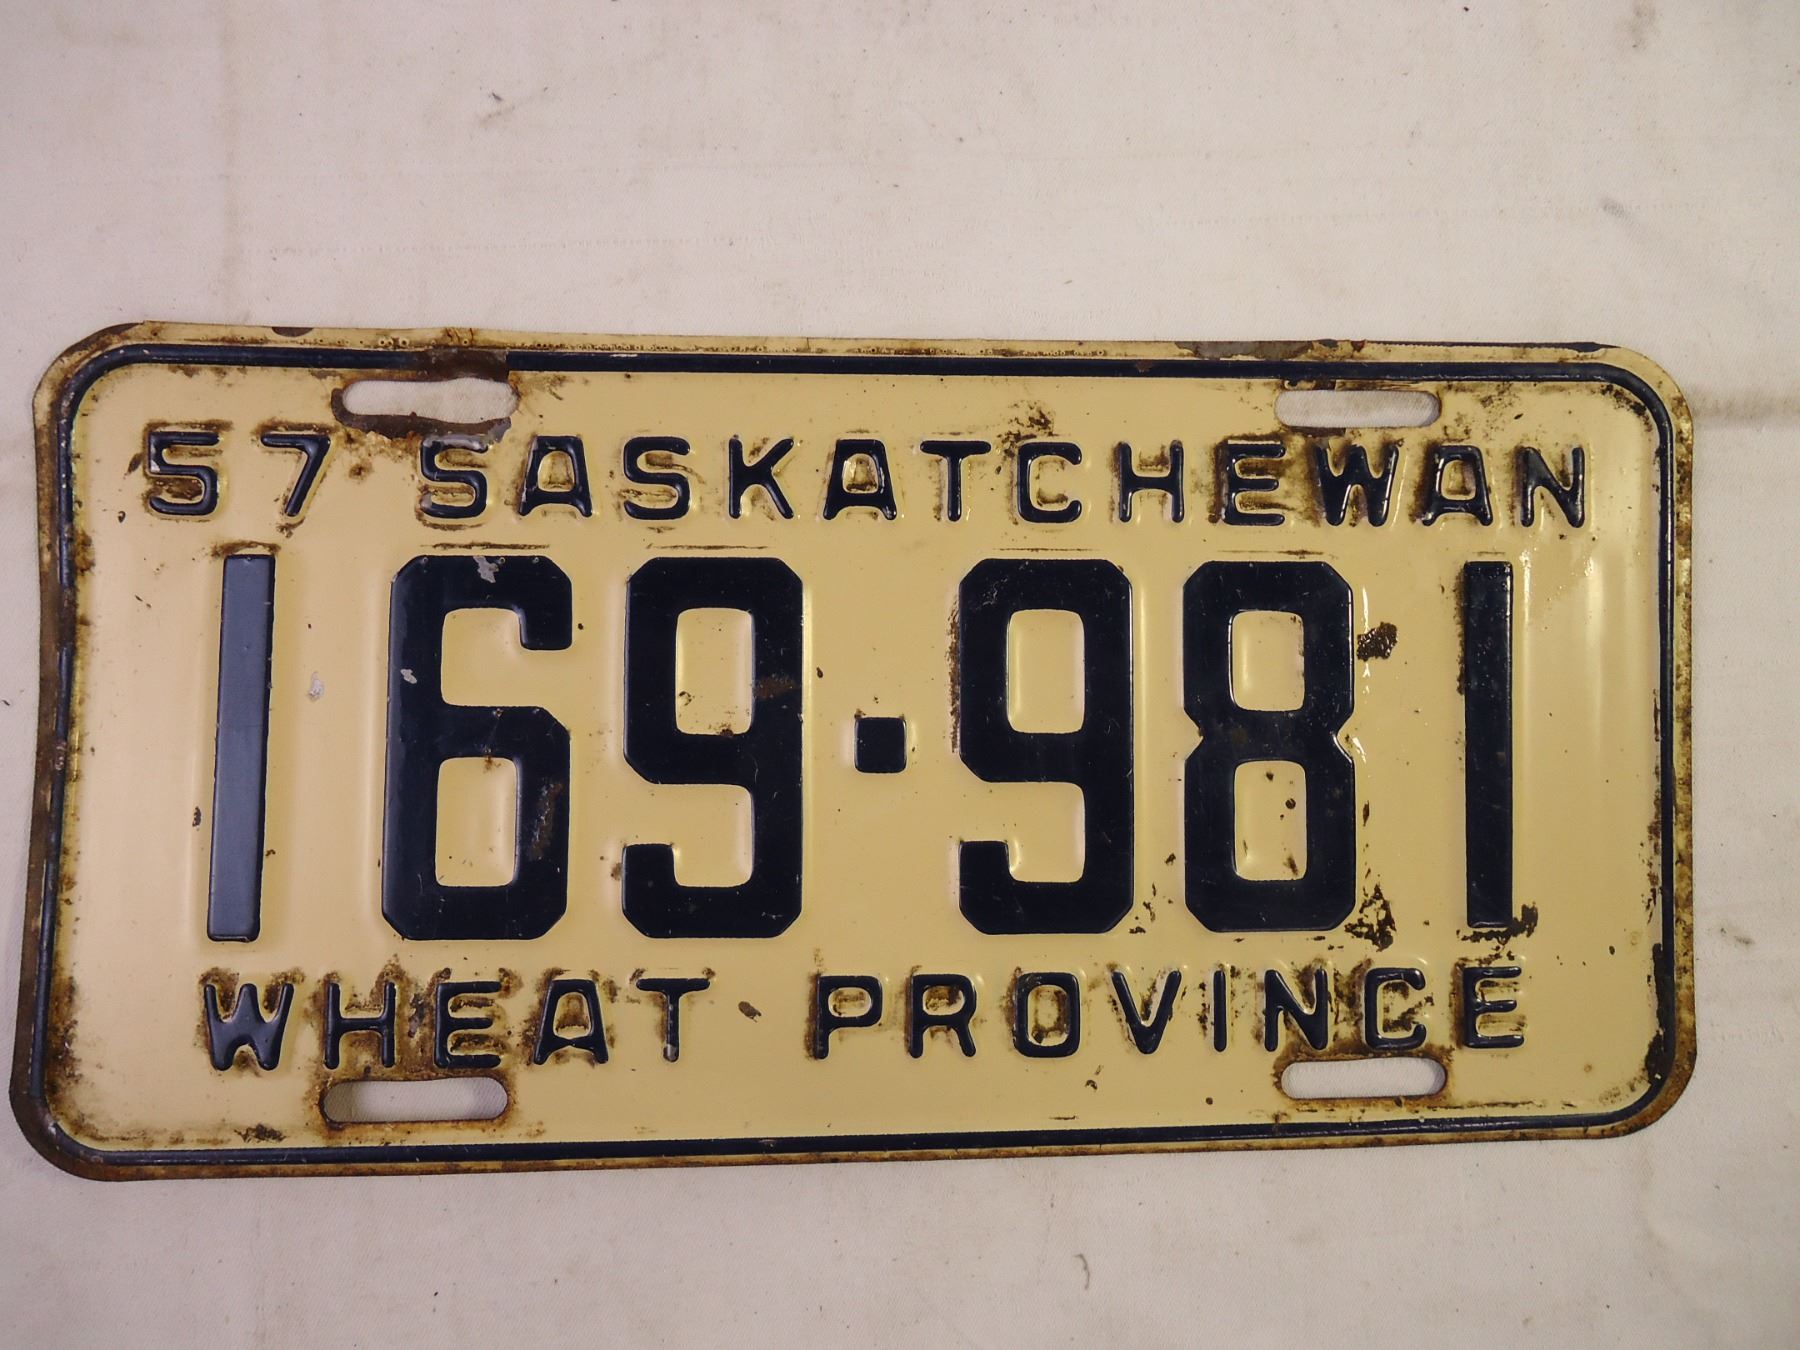 57 SASKATCHEWAN
169·981
WHEAT PROVINCE